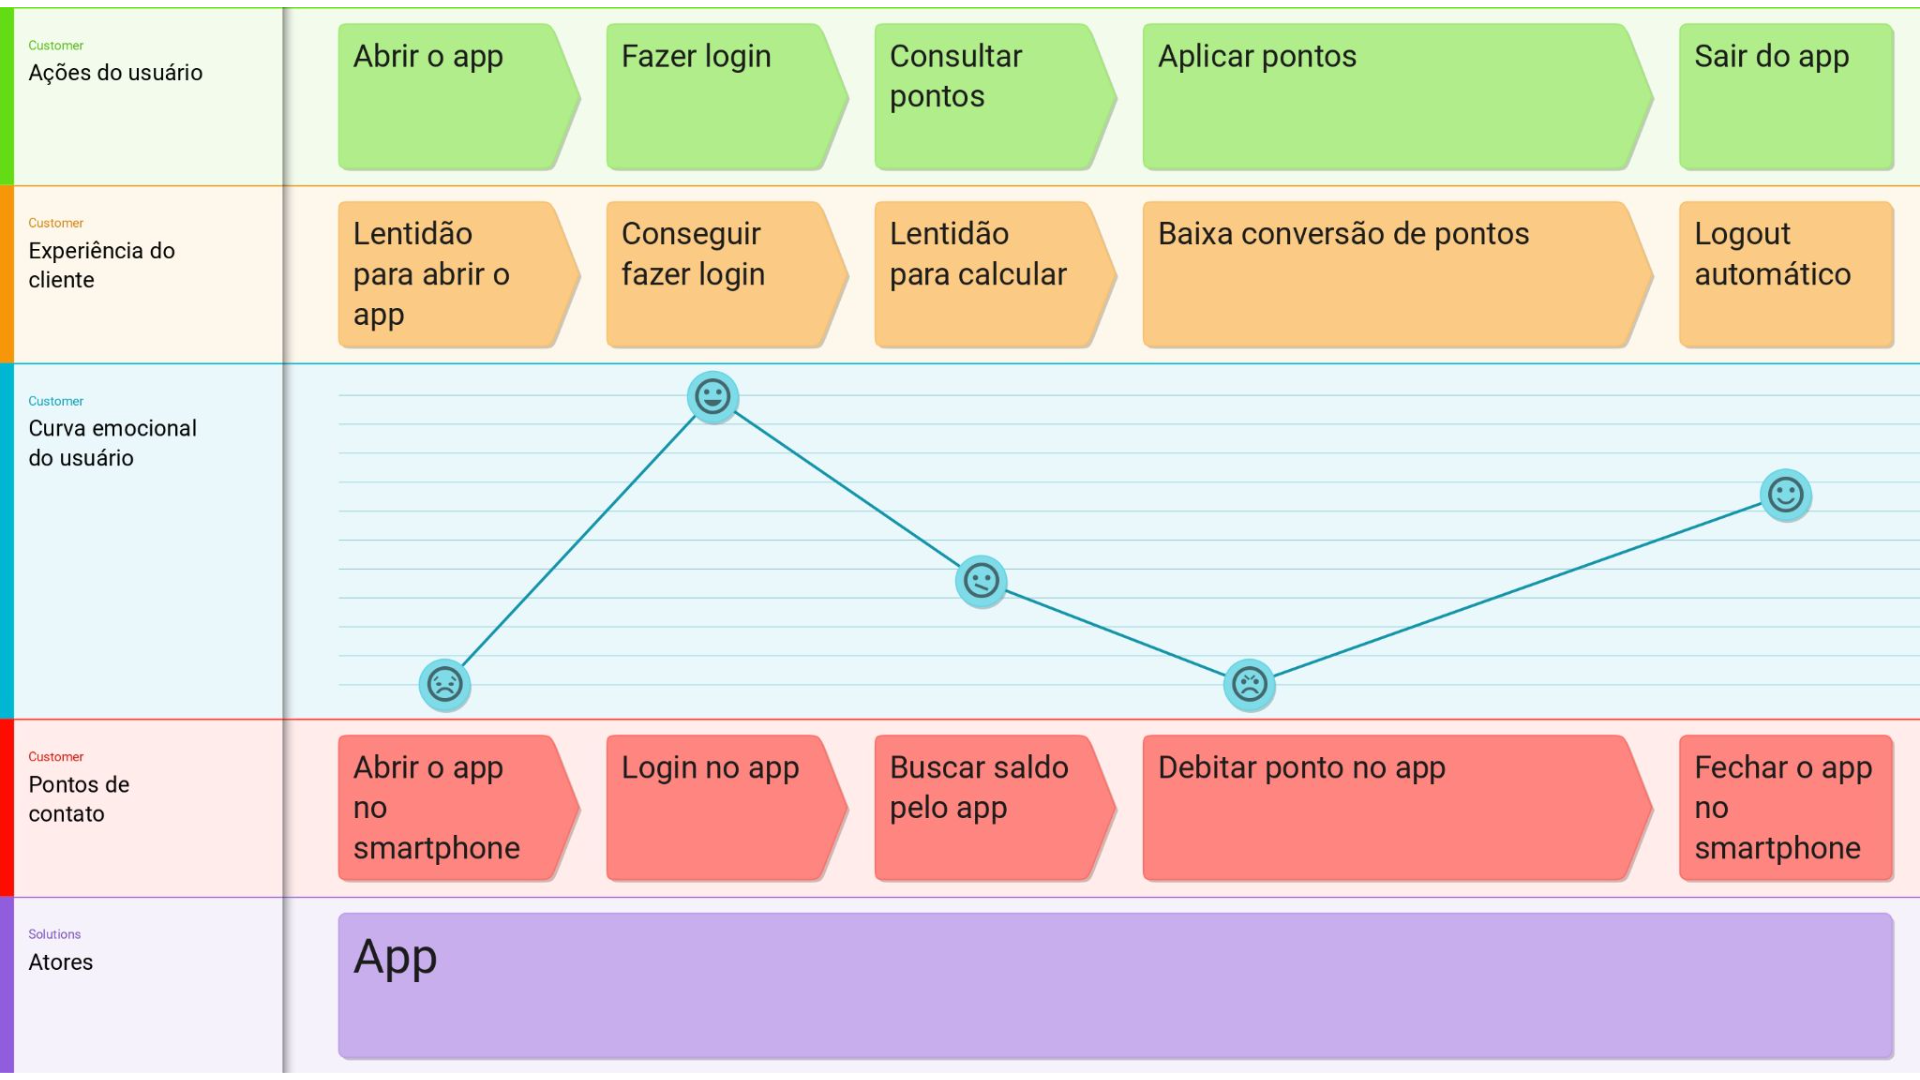 Customer
Ações do usuário
Abrir o app
Fazer login
Consultar
pontos
Aplicar pontos
Sair do app
Customer
Experiência do
cliente
Lentidão
para abrir o
app
Conseguir
fazer login
Lentidão
para calcular
Baixa conversão de pontos
Logout
automático
Customer
Curva emocional
do usuário
Customer
Pontos de
contato
Abrir o app
no
smartphone
Login no app
Buscar saldo
pelo app
Debitar ponto no app
Fechar o app
no
smartphone
Solutions
Atores
App